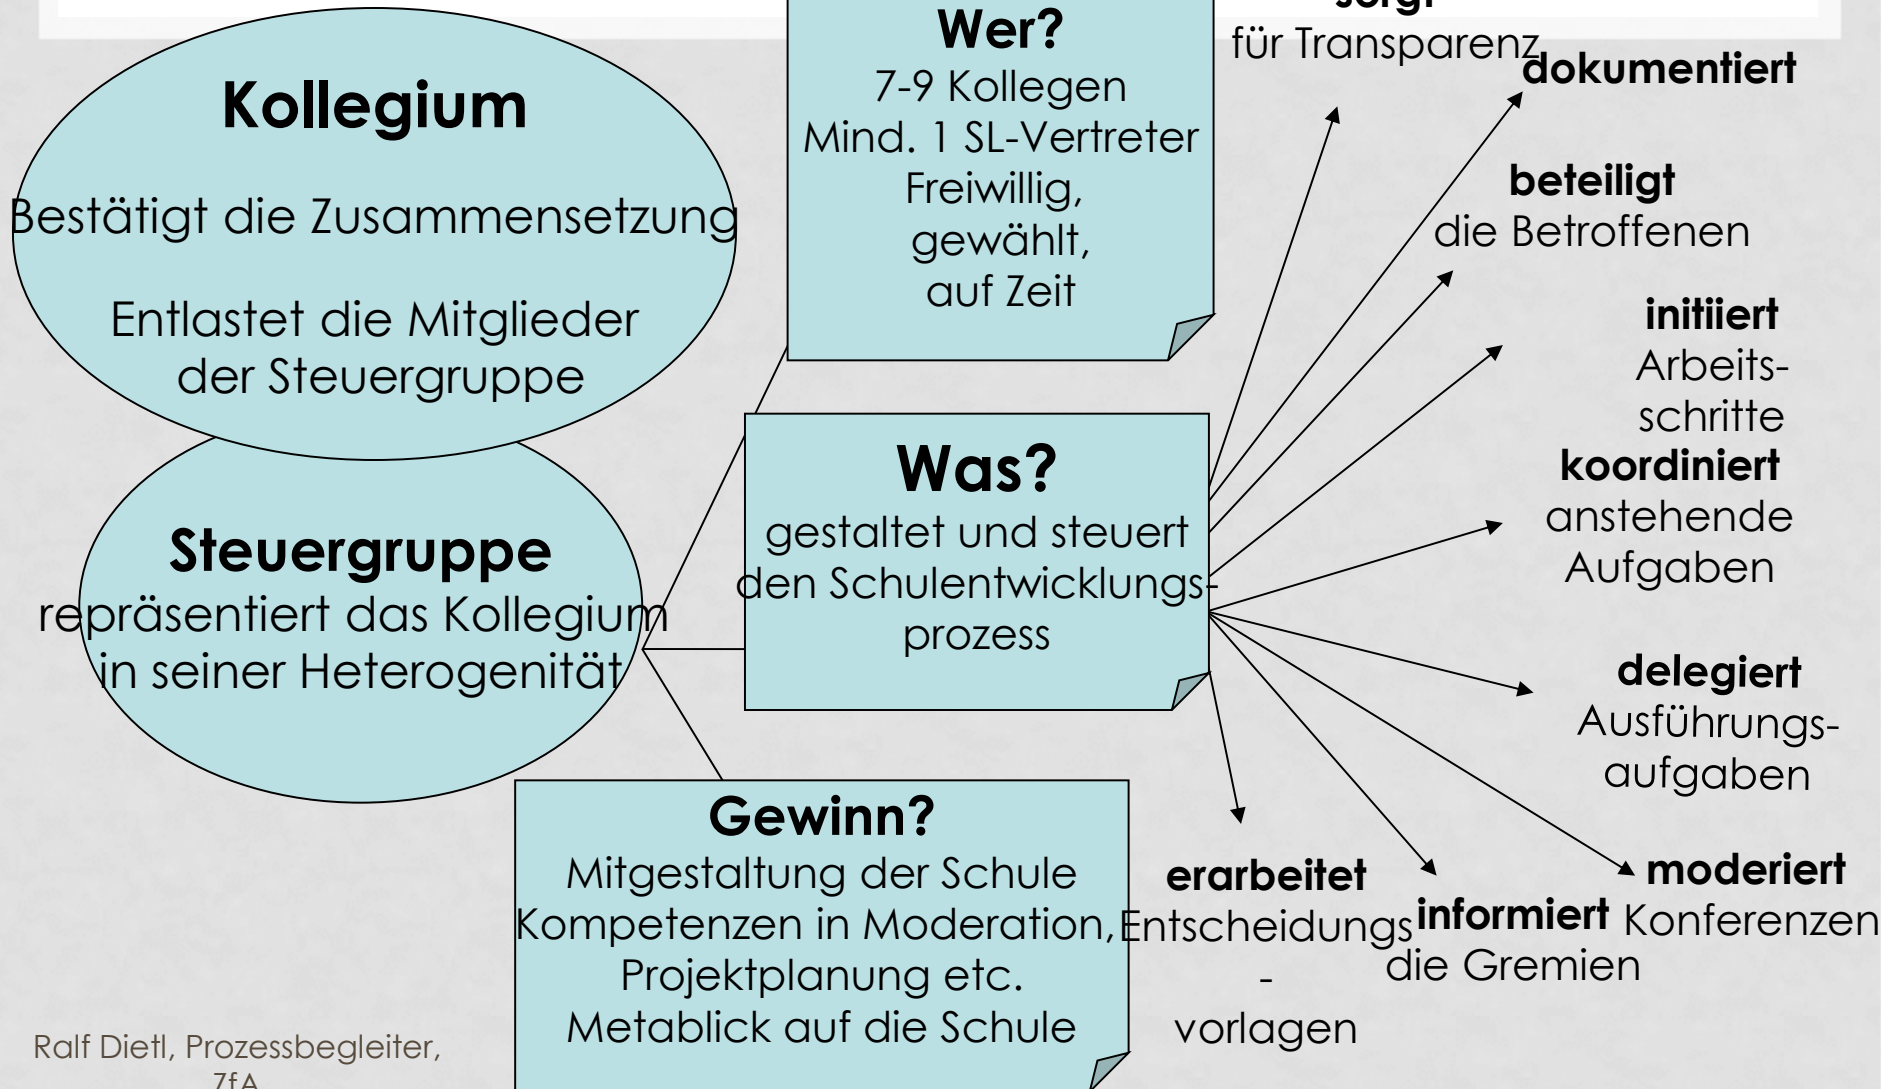 Kollegium
Bestätigt die Zusammensetzung
Entlastet die Mitglieder
der Steuergruppe
Steuergruppe
repräsentiert das Kollegium
in seiner Heterogenität
Wer?
7-9 Kollegen
Mind. 1 SL-Vertreter
Freiwillig,
gewählt,
auf Zeit
Was?
gestaltet und steuert
den Schulentwicklungs-
prozess
Gewinn?
Mitgestaltung der Schule
Kompetenzen in Moderation,
Projektplanung etc.
Metablick auf die Schule
sorgt
für Transparenz
dokumentiert
beteiligt
die Betroffenen
initiiert
Arbeits-
schritte
koordiniert
anstehende
Aufgaben
delegiert
Ausführungs-
aufgaben
moderiert
Konferenzen
informiert
die Gremien
erarbeitet
Entscheidungs
-
vorlagen
Ralf Dietl, Prozessbegleiter,
ZfA